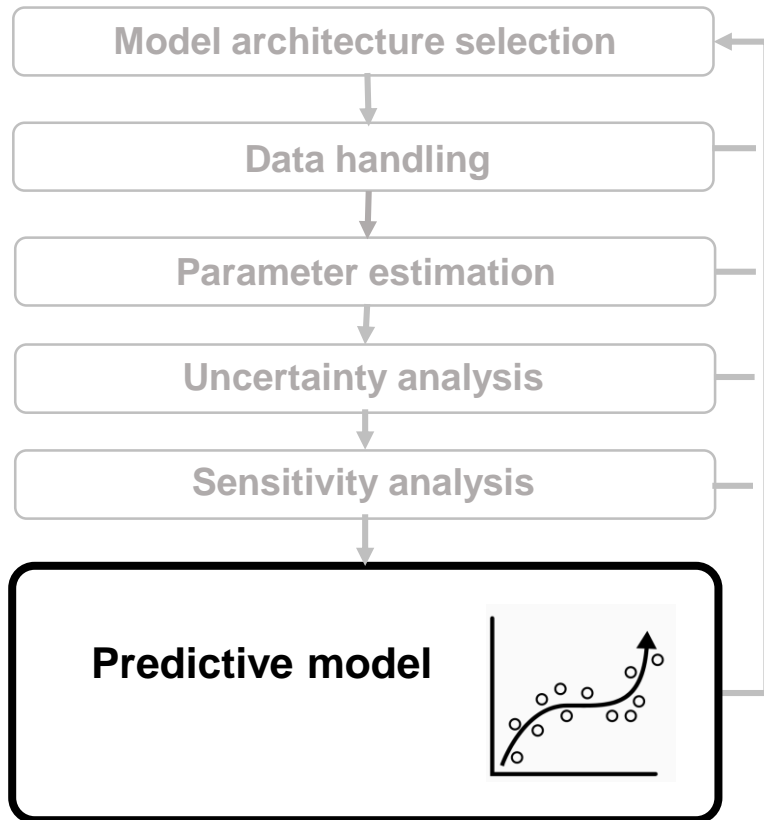 Model architecture selection
Data handling
Parameter estimation
Uncertainty analysis
Sensitivity analysis
Predictive model